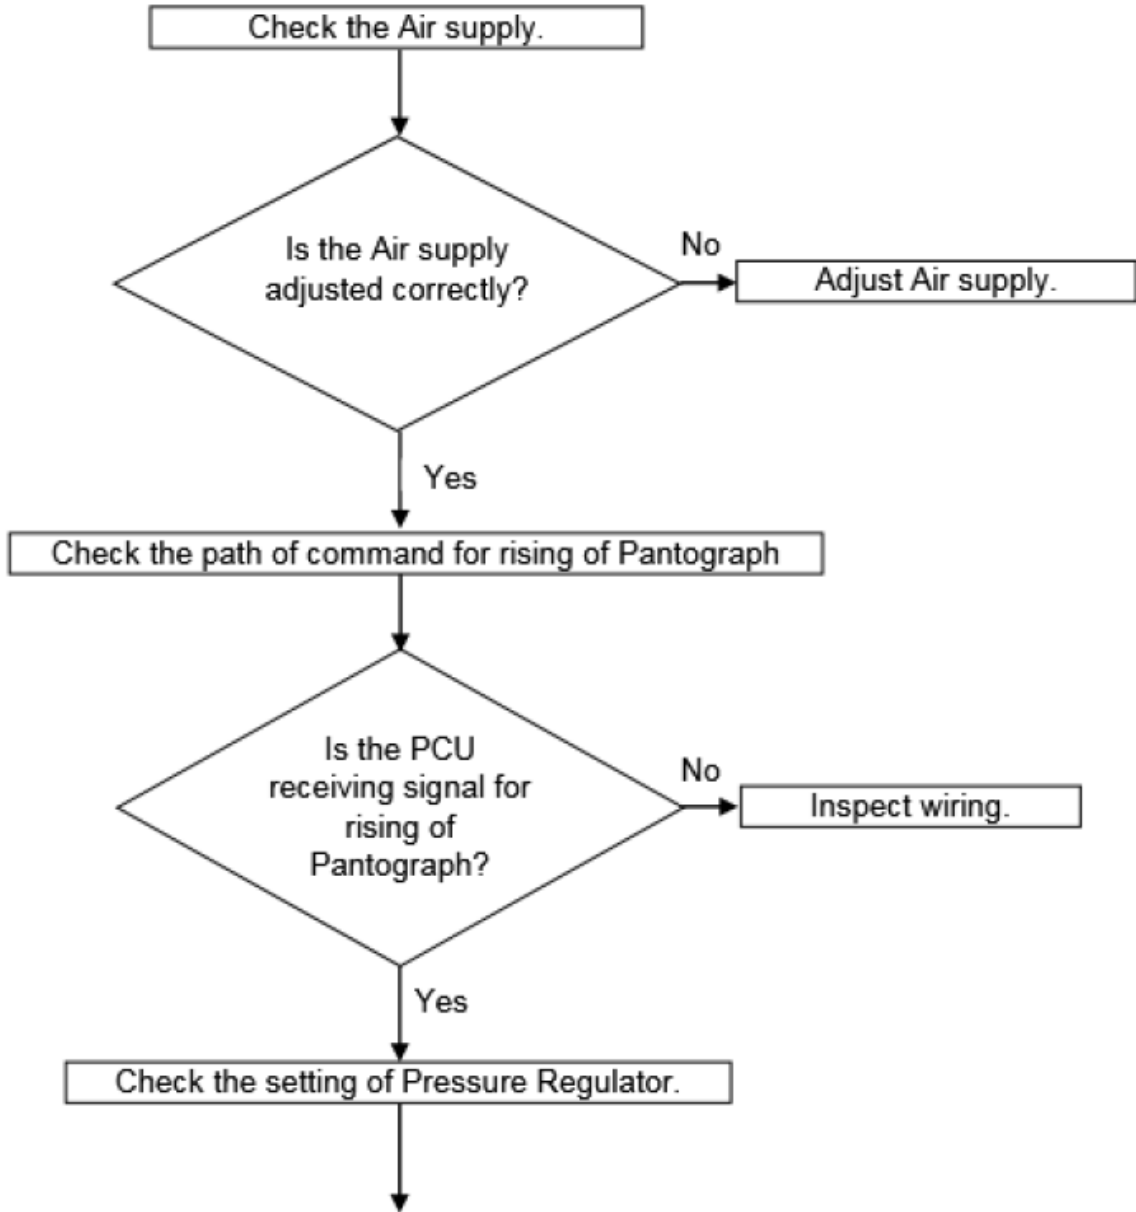 Check the Air supply.
Is the Air supply
adjusted correctly?
No
Adjust Air supply.
Yes
Check the path of command for rising of Pantograph
Is the PCU
receiving signal for
rising of
Pantograph?
No
Inspect wiring.
Yes
Check the setting of Pressure Regulator.